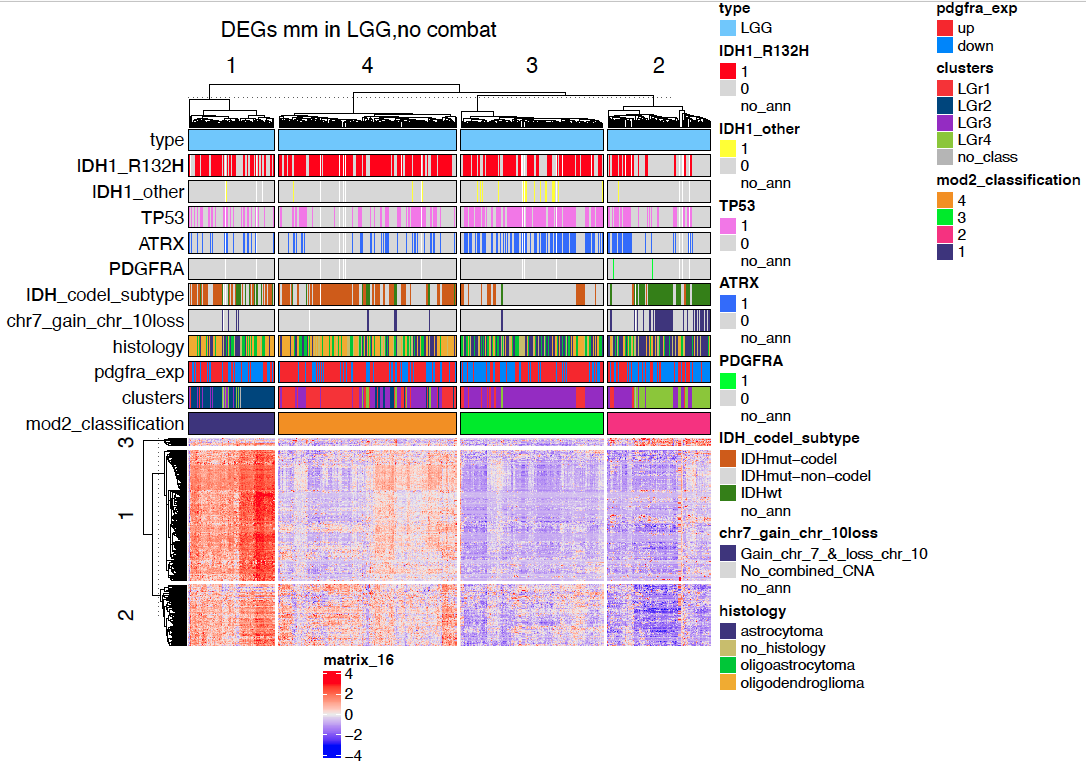 DEGs mm in LGG,no combat
1 4 3 2
type
IDH1_R132H
IDH1_other
TP53
ATRX
PDGFRA
IDH_codel_subtype
chr7_gain_chr_10loss
histology
pdgfra_exp
clusters
mod2_classification
3
1
2
matrix_16
4
2
0
−2
−4
type
LGG
IDH1_R132H
1
0
no_ann
IDH1_other
1
0
no_ann
TP53
1
0
no_ann
ATRX
1
0
no_ann
PDGFRA
1
0
no_ann
IDH_codel_subtype
IDHmut−codel
IDHmut−non−codel
IDHwt
no_ann
chr7_gain_chr_10loss
Gain_chr_7_&_loss_chr_10
No_combined_CNA
no_ann
histology
astrocytoma
no_histology
oligoastrocytoma
oligodendroglioma
pdgfra_exp
up
down
clusters
LGr1
LGr2
LGr3
LGr4
no_class
mod2_classification
4
3
2
1